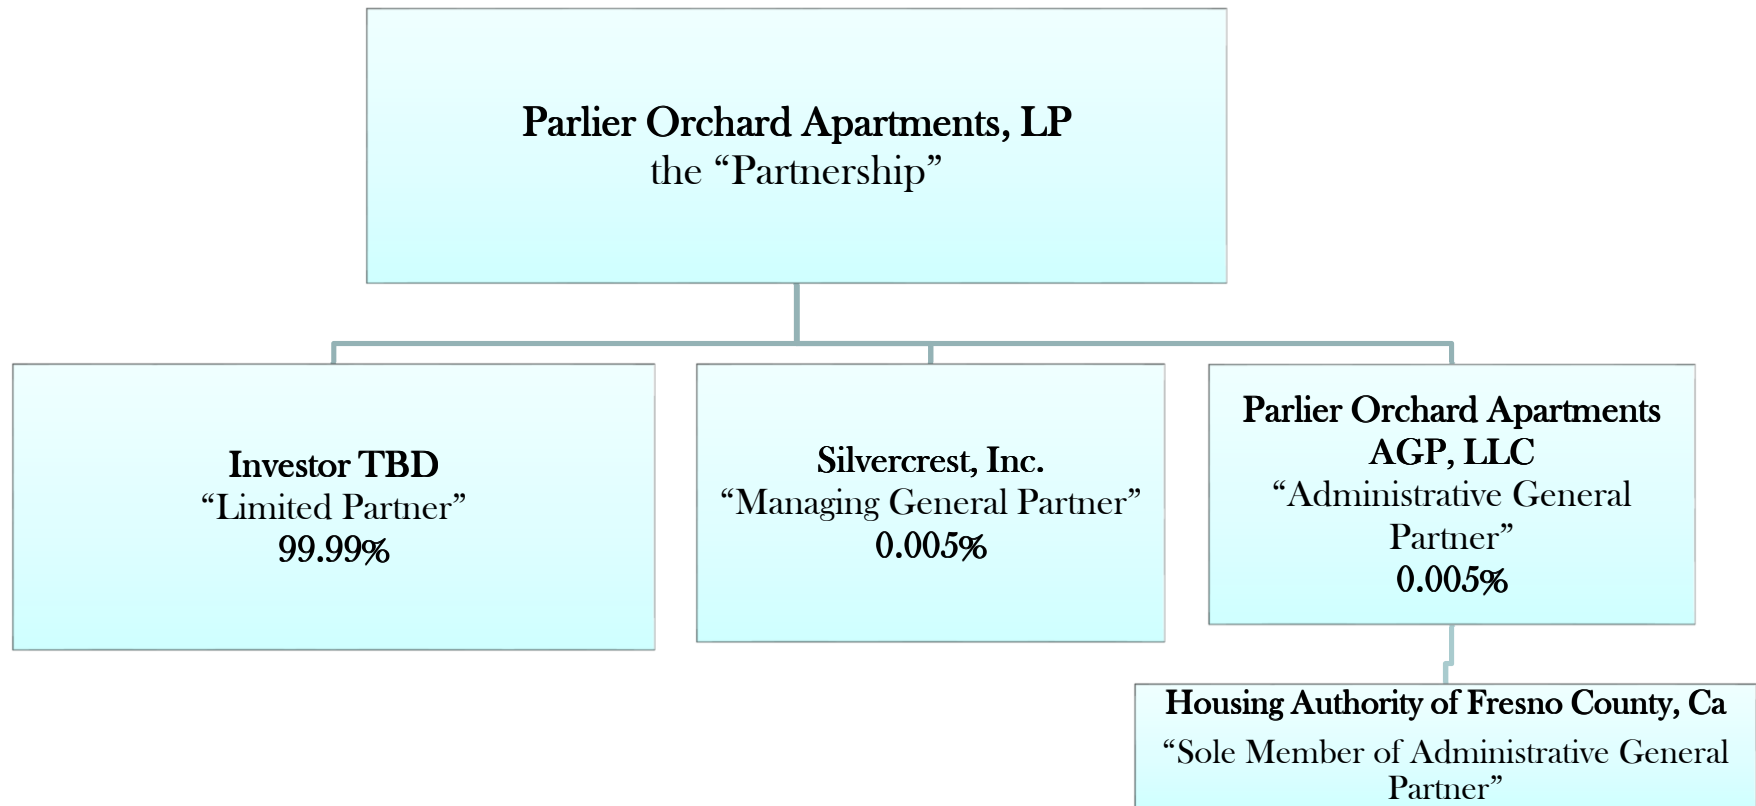 Parlier Orchard Apartments, LP
the “Partnership”
Investor TBD
“Limited Partner”
99.99%
Silvercrest, Inc.
“Managing General Partner”
0.005%
Parlier Orchard Apartments
AGP, LLC
“Administrative General
Partner”
0.005%
Housing Authority of Fresno County, Ca
“Sole Member of Administrative General
Partner”